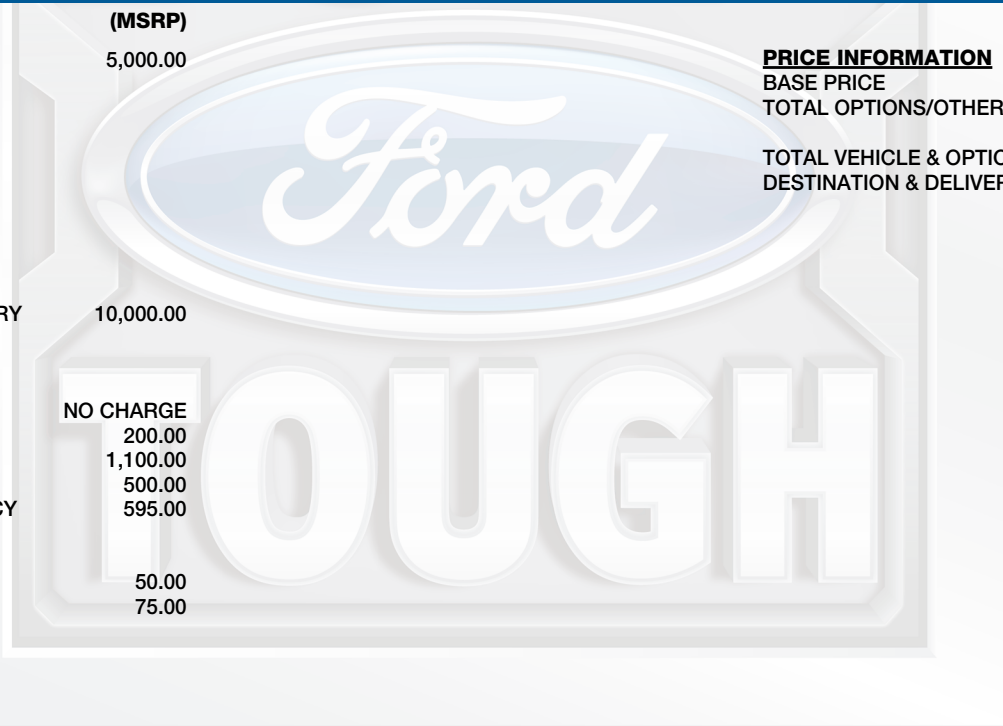 (MSRP)
5,000.00
RY 10,000.00
NO CHARGE
200.00
1,100.00
500.00
CY 595.00
50.00
75.00
PRICE INFORMATION
BASE PRICE
TOTAL OPTIONS/OTHER
TOTAL VEHICLE & OPTIO
DESTINATION & DELIVER
Ford
TOUGH